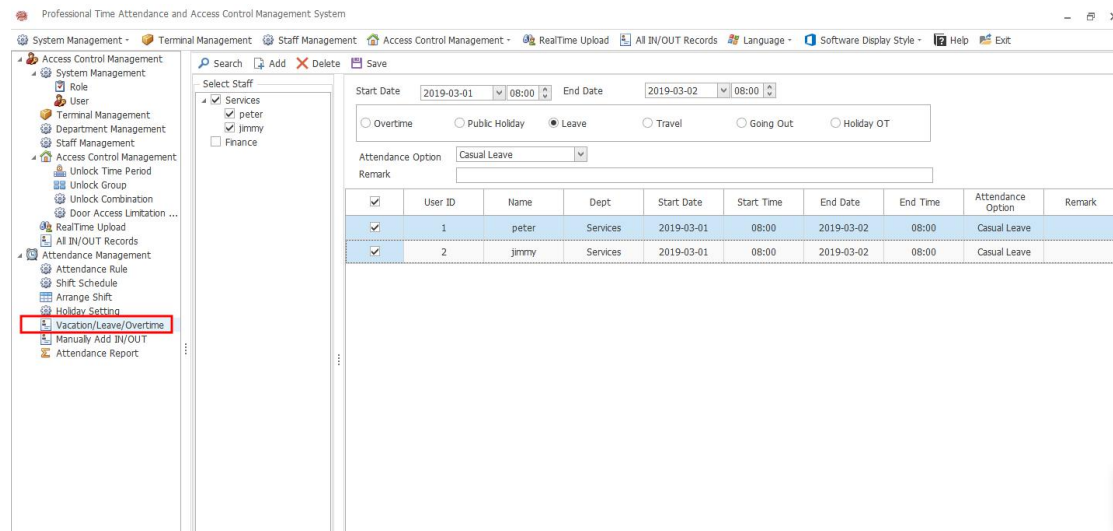 Professional Time Attendance and Access Control Management System
System Management Terminal Management Staff Management Access Control Management RealTime Upload All IN/OUT Records Language Software Display Style Help Exit
Access Control Management
System Management
Role
User
Terminal Management
Department Management
Staff Management
Access Control Management
Unlock Time Period
Unlock Group
Unlock Combination
Door Access Limitation ...
RealTime Upload
All IN/OUT Records
Attendance Management
Attendance Rule
Shift Schedule
Arrange Shift
Holiday Setting
Vacation/Leave/Overtime
Manually Add IN/OUT
Attendance Report
Search Add Delete Save
Select Staff
Services
peter
jimmy
Finance
Start Date 2019-03-01 08:00 End Date 2019-03-02 08:00
Overtime Public Holiday Leave Travel Going Out Holiday OT
Attendance Option Casual Leave
Remark
User ID Name Dept Start Date Start Time End Date End Time Attendance Option Remark
1 peter Services 2019-03-01 08:00 2019-03-02 08:00 Casual Leave
2 jimmy Services 2019-03-01 08:00 2019-03-02 08:00 Casual Leave